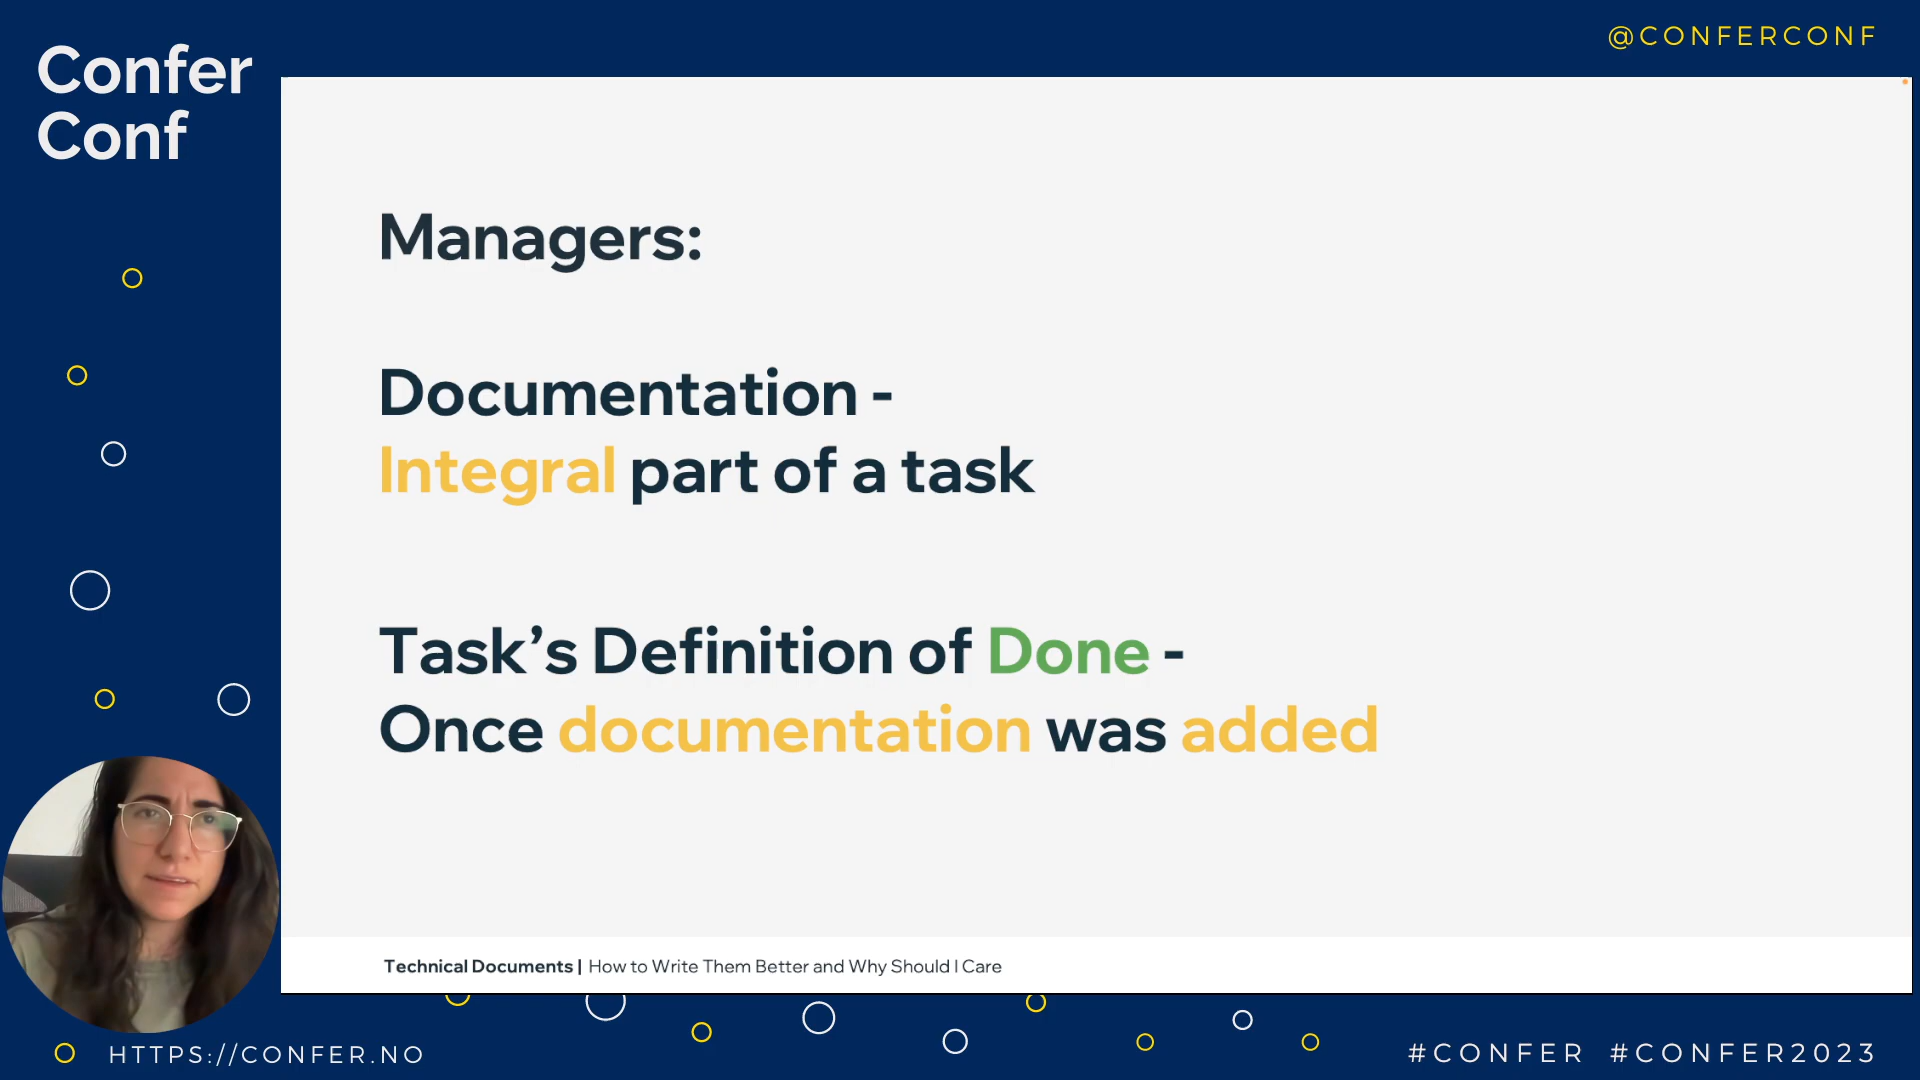 Confer
Conf
@CONFERCONF
Managers:
Documentation -
Integral part of a task
Task’s Definition of Done -
Once documentation was added
Technical Documents | How to Write Them Better and Why Should I Care
HTTPS://CONFER.NO
#CONFER #CONFER2023